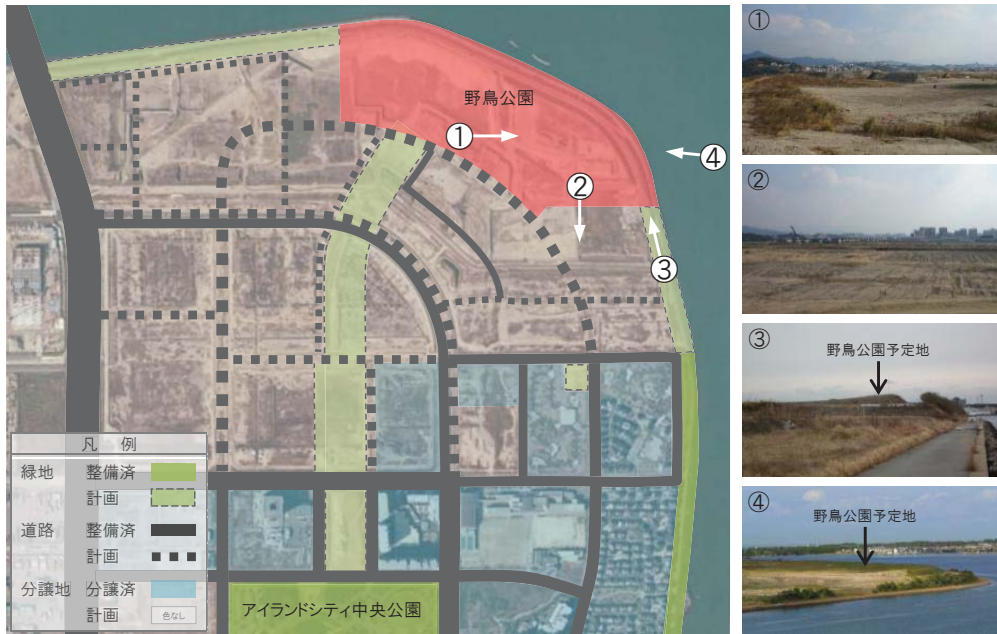 野鳥公園
①
②
③
④
凡 例
緑地 整備済
計画
道路 整備済
計画
分譲地 分譲済
計画 色なし
アイランドシティ中央公園
①
②
③
野鳥公園予定地
④
野鳥公園予定地